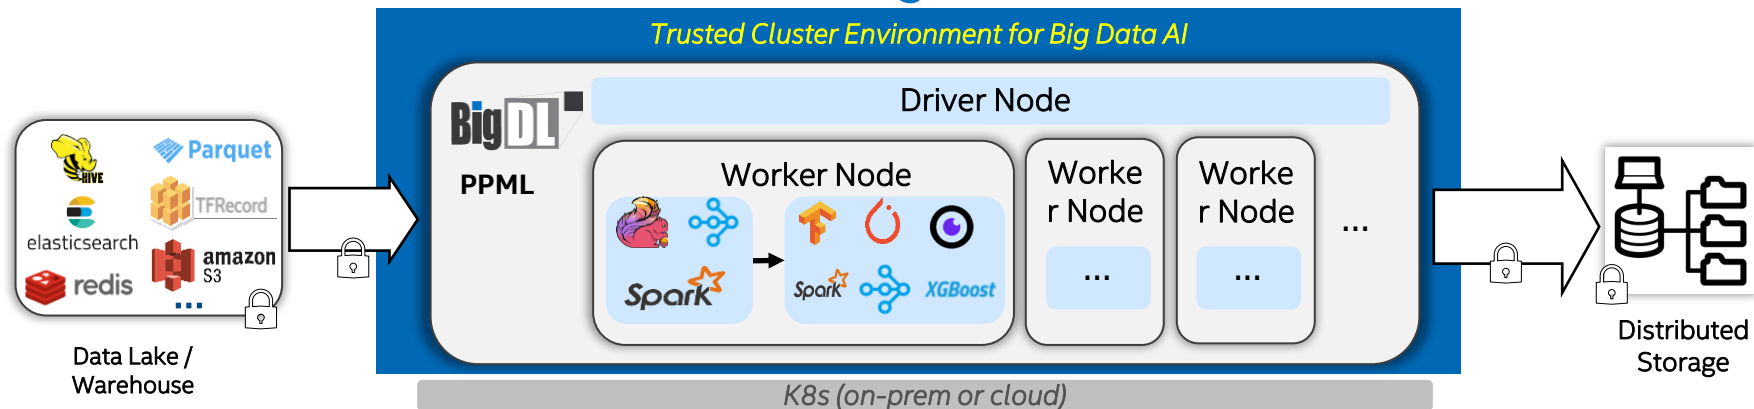 Trusted Cluster Environment for Big Data AI
BigDL
PPML
Driver Node
HIVE
Parquet
TFRecord
elasticsearch
amazon
S3
redis
...
Data Lake /
Warehouse
Worker Node
Spark
Spark
XGBoost
Worke
r Node
...
Worke
r Node
...
...
Distributed
Storage
K8s (on-prem or cloud)